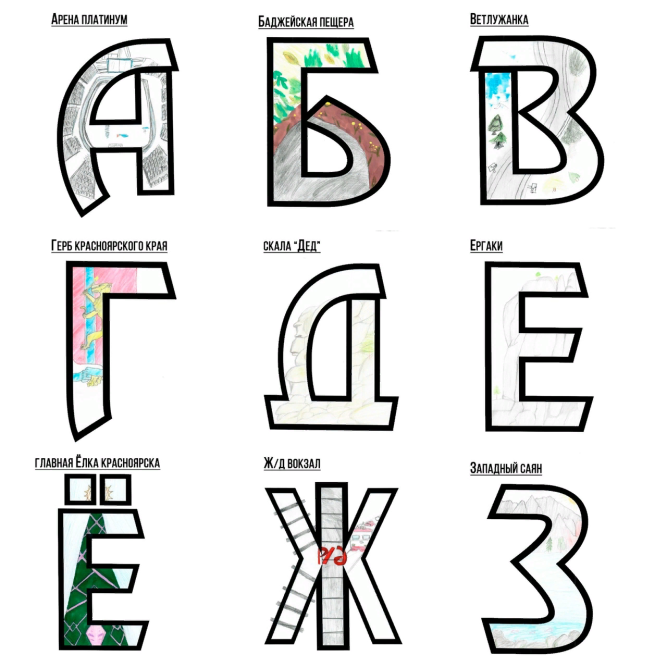 Арена платинум
Баджейская пещера
Ветлужанка
А
Б
В
Герб красноярского края
скала "Дед"
Ергаки
Г
Д
Е
главная Ёлка красноярска
Ж/д вокзал
Западный саян
Ё
Ж
З